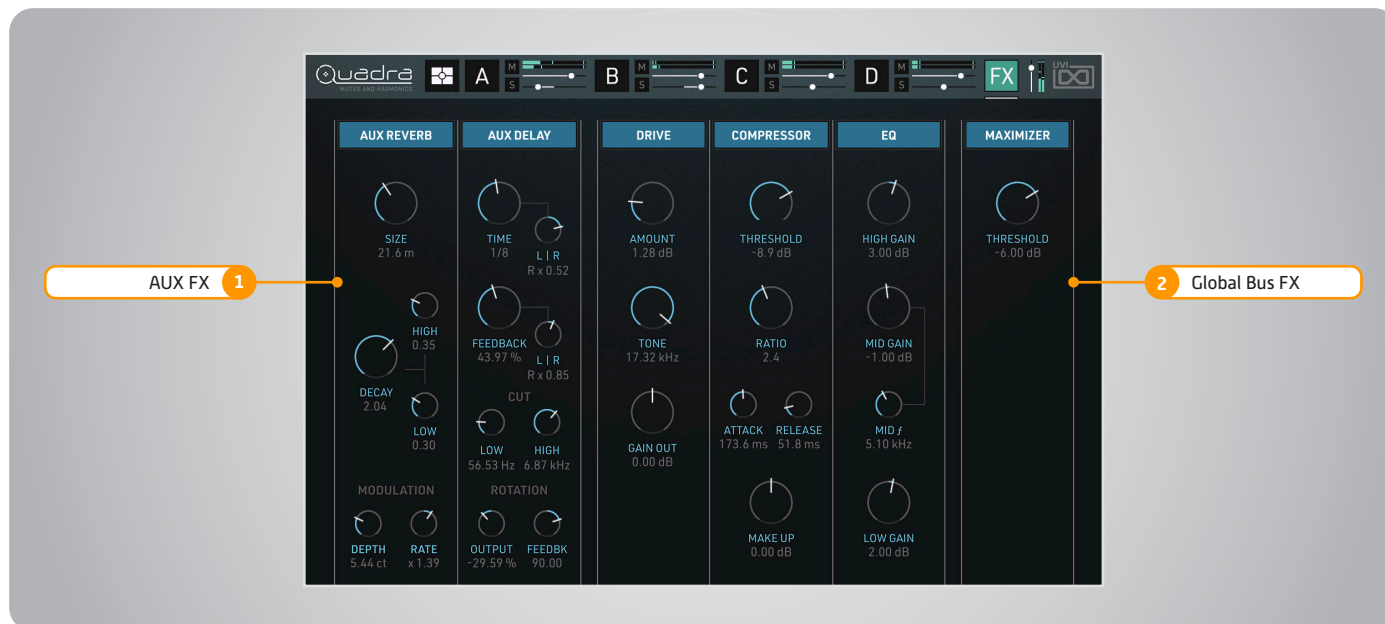 Quadra
MUTED AND HARMONICS
A M S
B M S
C M S
D M S
FX
UVI
AUX REVERB
SIZE
21.6 m
HIGH
0.35
DECAY
2.04
LOW
0.30
MODULATION
DEPTH
5.44 ct
RATE
x 1.39
AUX DELAY
TIME
1/8
L | R
R x 0.52
FEEDBACK
43.97 %
L | R
R x 0.85
CUT
LOW
56.53 Hz
HIGH
6.87 kHz
ROTATION
OUTPUT
-29.59 %
FEEDBK
90.00
DRIVE
AMOUNT
1.28 dB
TONE
17.32 kHz
GAIN OUT
0.00 dB
COMPRESSOR
THRESHOLD
-8.9 dB
RATIO
2.4
ATTACK
173.6 ms
RELEASE
51.8 ms
MAKE UP
0.00 dB
EQ
HIGH GAIN
3.00 dB
MID GAIN
-1.00 dB
MID ƒ
5.10 kHz
LOW GAIN
2.00 dB
MAXIMIZER
THRESHOLD
-6.00 dB
AUX FX 1
2 Global Bus FX